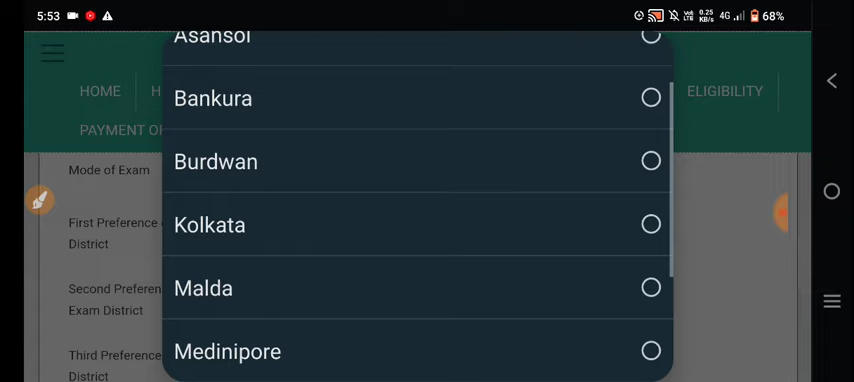 5:53
0.25 KB/s 4G 68%
Asansol
Bankura
HOME H ELIGIBILITY
PAYMENT OF
Burdwan
Mode of Exam
Kolkata
First Preference
District
Malda
Second Preferen
Exam District
Medinipore
Third Preference
District